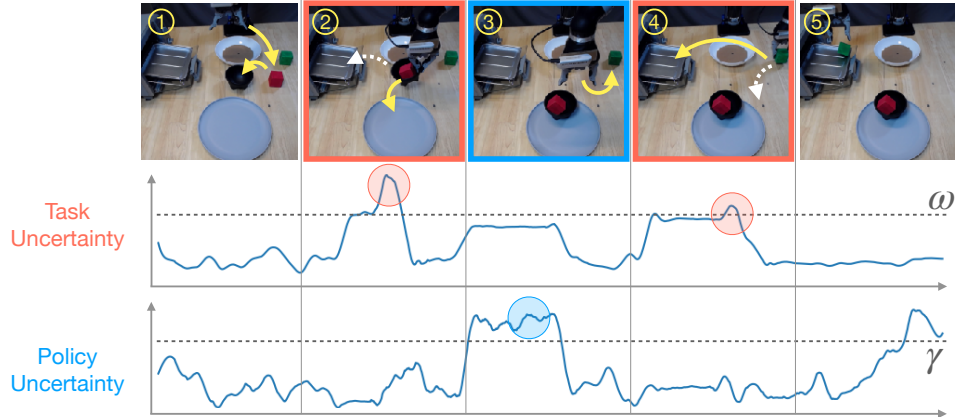 1 2 3 4 5
Task
Uncertainty
ω
Policy
Uncertainty
γ